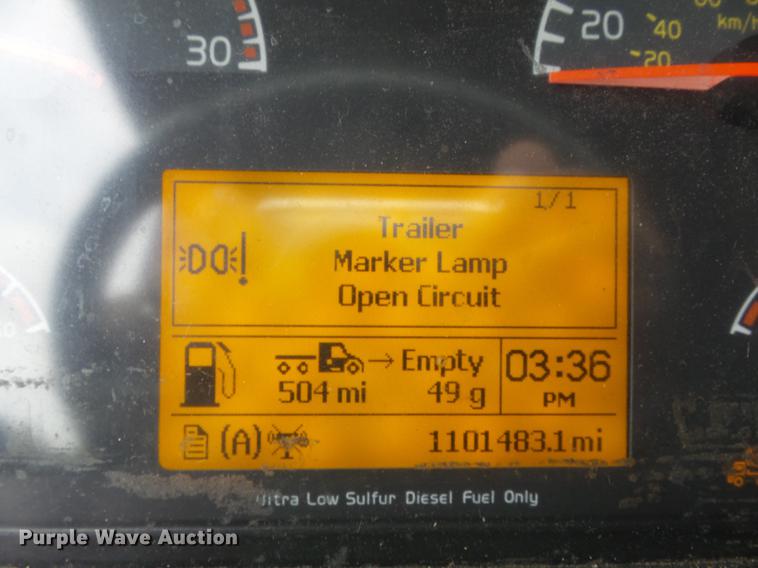 30
20
40
km/h
20
1/1
Trailer
Marker Lamp
Open Circuit
→ Empty
504 mi 49 g
03:36
PM
(A) 1101483.1 mi
Ultra Low Sulfur Diesel Fuel Only
Purple Wave Auction